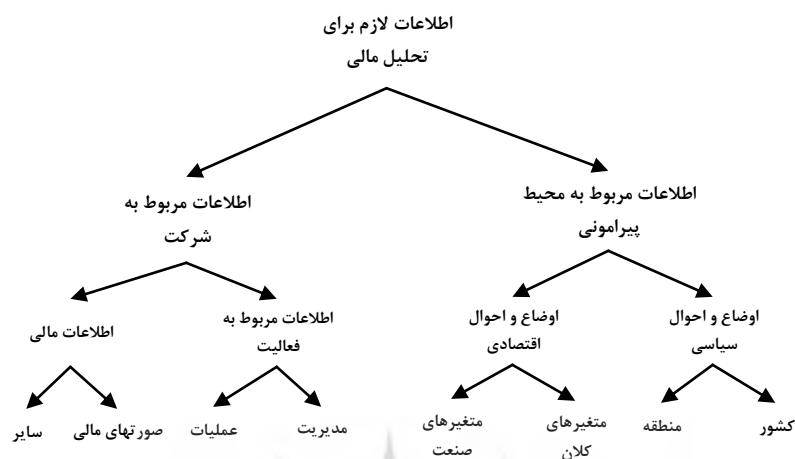 اطلاعات لازم برای
تحلیل مالی
اطلاعات مربوط به محیط
پیرامونی
اطلاعات مربوط به
شرکت
اوضاع و احوال
سیاسی
اوضاع و احوال
اقتصادی
اطلاعات مربوط به
فعالیت
اطلاعات مالی
کشور
منطقه
متغیرهای
کلان
متغیرهای
صنعت
مدیریت
عملیات
صورتهای مالی
سایر